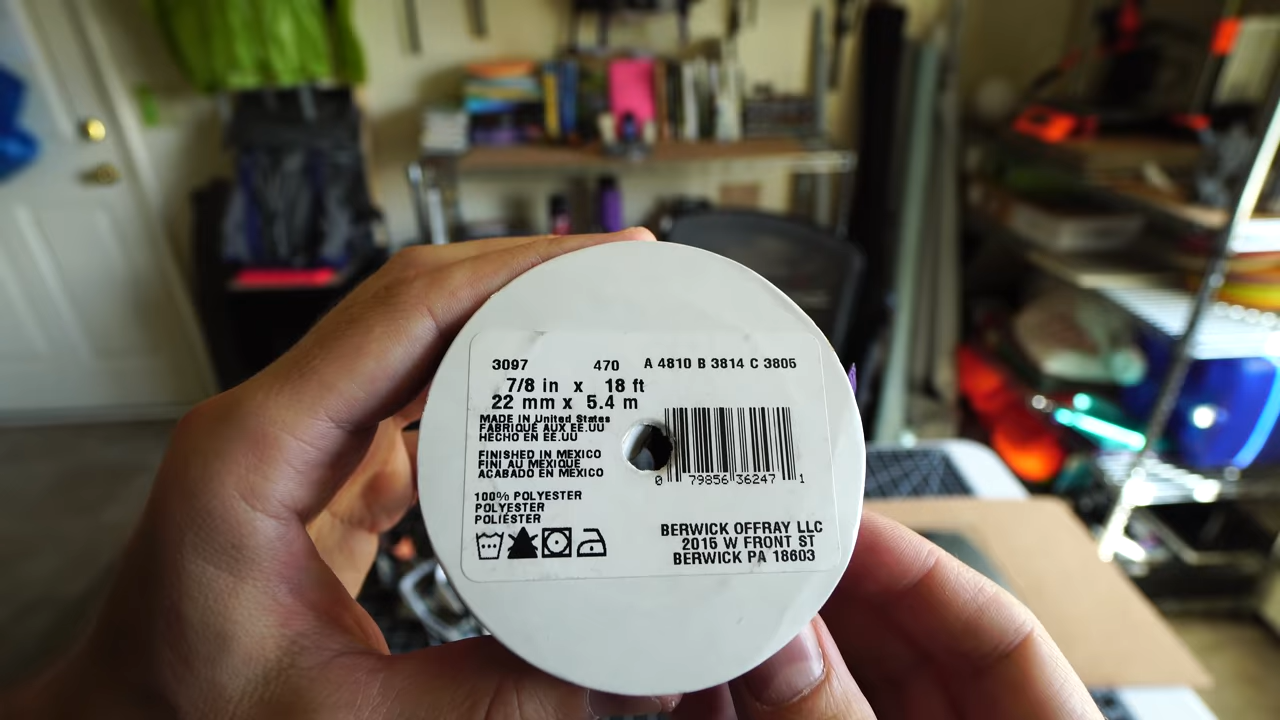 3097 470 A 4810 B 3814 C 3805
7/8 in x 18 ft
22 mm x 5.4 m
MADE IN United States
FABRIQUÉ AUX EE.UU
HECHO EN EE.UU
FINISHED IN MEXICO
FINI AU MEXIQUE
ACABADO EN MEXICO
100% POLYESTER
POLYESTER
POLIÉSTER
0 79856 36247 1
BERWICK OFFRAY LLC
2015 W FRONT ST
BERWICK PA 18603